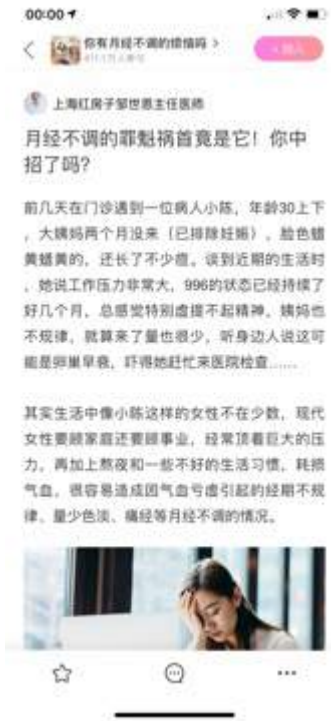 00:00
你有月经不调的烦恼吗 >
上海红房子邹世恩主任医师
月经不调的罪魁祸首竟是它！你中
招了吗？
前几天在门诊遇到一位病人小陈，年龄30上下
，大姨妈两个月没来（已排除妊娠），脸色蜡
黄蜡黄的，还长了不少痘。谈到近期的生活时
，她说工作压力非常大，996的状态已经持续了
好几个月，总感觉特别虚提不起精神，姨妈也
不规律，就算来了量也很少，听身边人说这可
能是卵巢早衰，吓得她赶忙来医院检查……
其实生活中像小陈这样的女性不在少数，现代
女性要顾家庭还要顾事业，经常顶着巨大的压
力，再加上熬夜和一些不好的生活习惯，耗损
气血，很容易造成因气血亏虚引起的经期不规
律、量少色淡、痛经等月经不调的情况。